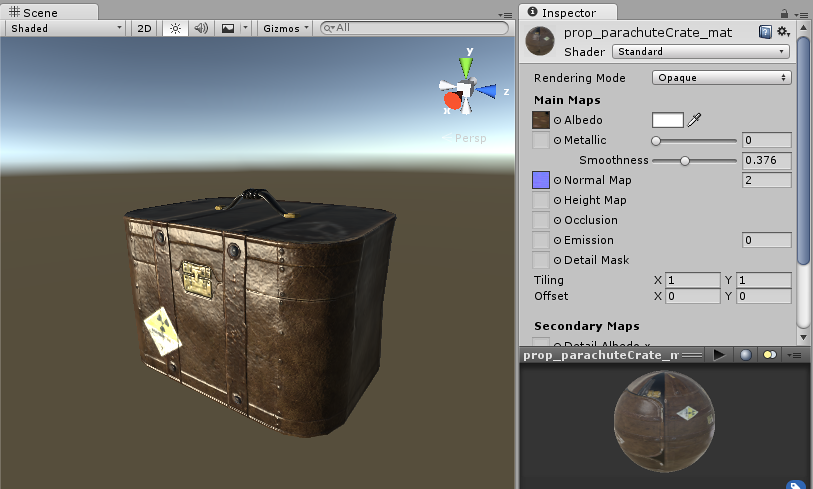 Scene
Shaded 2D Gizmos All
y
z
x
Persp
Inspector
prop_parachuteCrate_mat
Shader Standard
Rendering Mode Opaque
Main Maps
Albedo
Metallic 0
Smoothness 0.376
Normal Map 2
Height Map
Occlusion
Emission 0
Detail Mask
Tiling X 1 Y 1
Offset X 0 Y 0
Secondary Maps
Detail Albedo x
prop_parachuteCrate_m